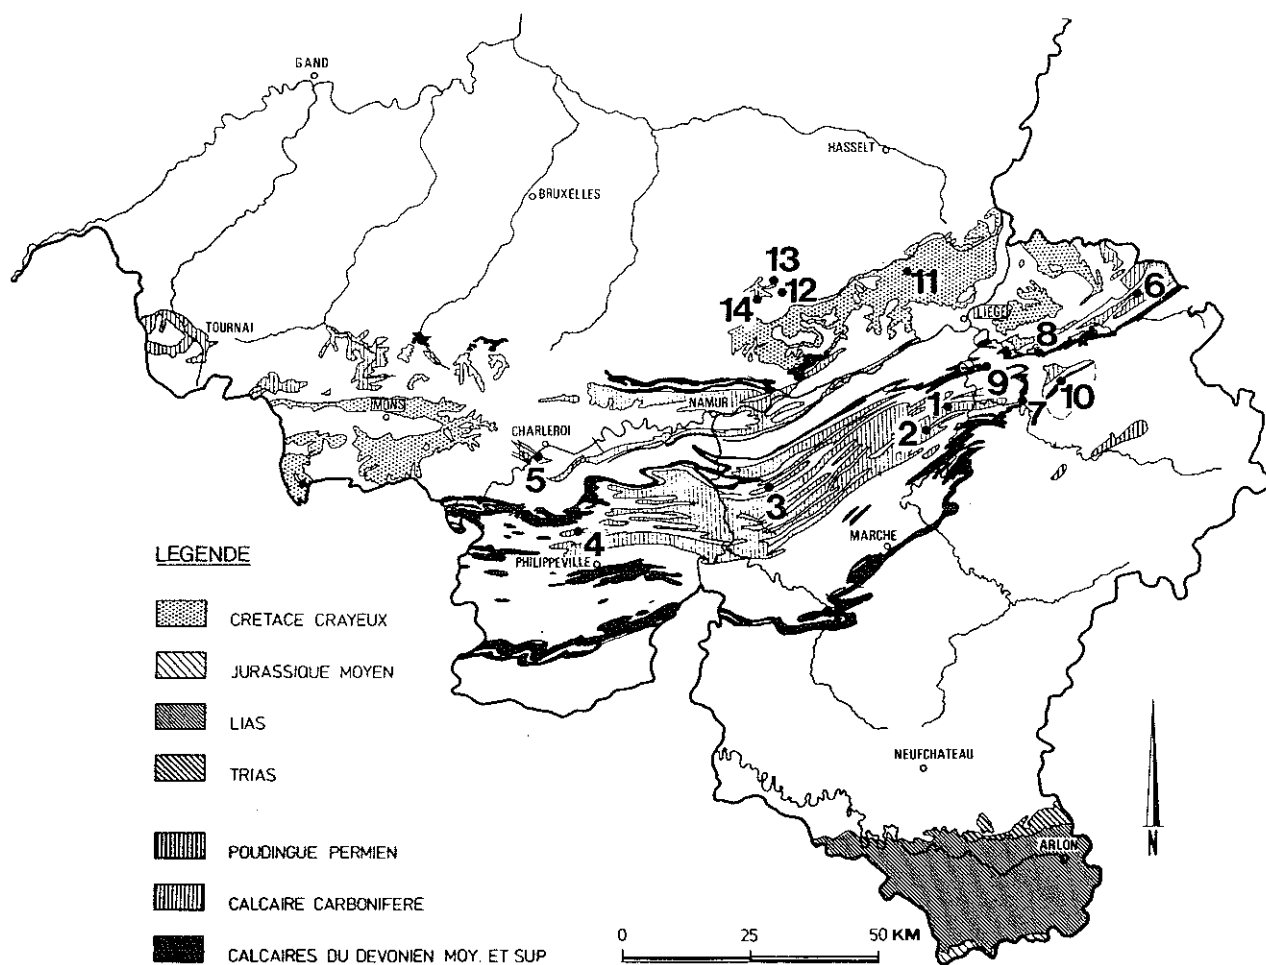 GAND
HASSELT
BRUXELLES
13
12
14
11
6
TOURNAI
LIEGE
8
MONS
NAMUR
9
10
1
7
CHARLEROI
2
5
3
4
MARCHE
PHILIPPEVILLE
LEGENDE
CRETACE CRAYEUX
JURASSIQUE MOYEN
LIAS
TRIAS
NEUFCHATEAU
POUDINGUE PERMIEN
N
ARLON
CALCAIRE CARBONIFERE
0 25 50 KM
CALCAIRES DU DEVONIEN MOY. ET SUP